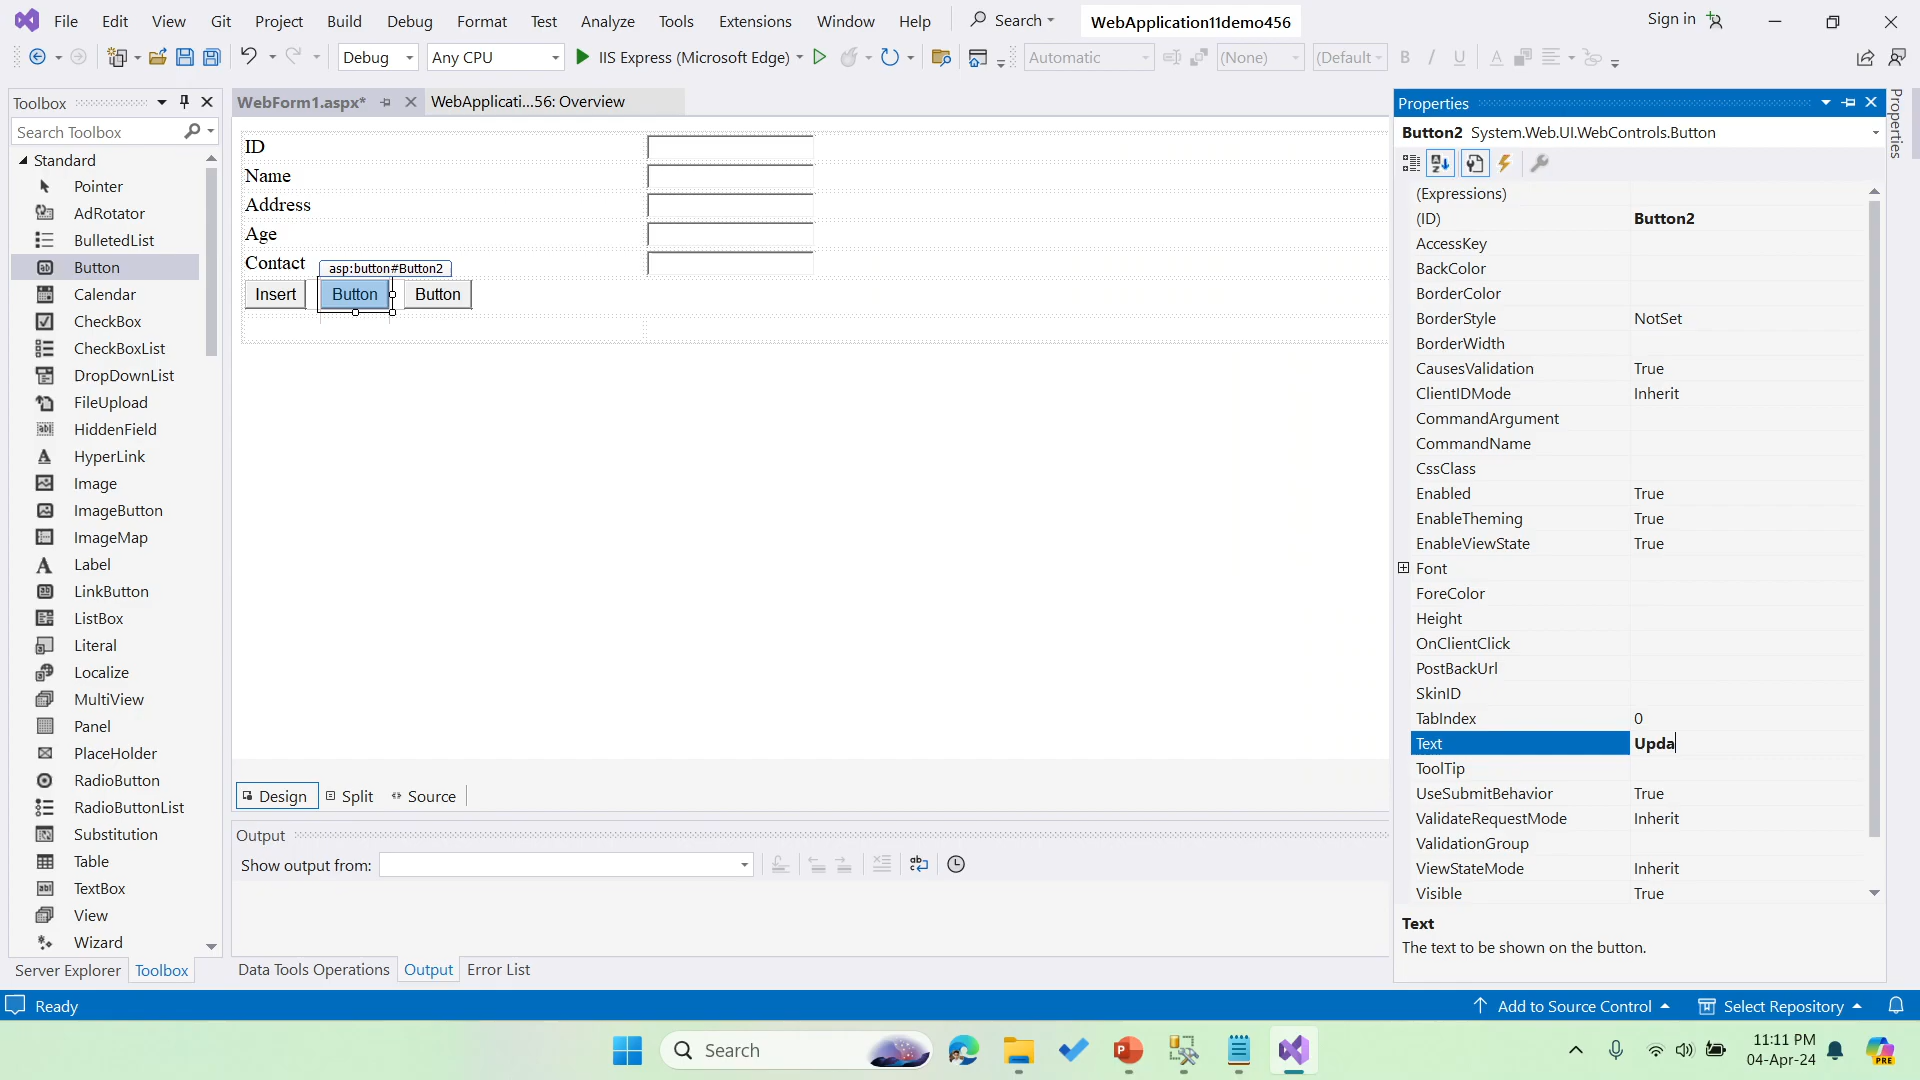 File Edit View Git Project Build Debug Format Test Analyze Tools Extensions Window Help Search WebApplication11demo456 Sign in
Debug Any CPU IIS Express (Microsoft Edge) Automatic (None) (Default
Toolbox
Search Toolbox
Standard
Pointer
AdRotator
BulletedList
Button
Calendar
CheckBox
CheckBoxList
DropDownList
FileUpload
HiddenField
HyperLink
Image
ImageButton
ImageMap
Label
LinkButton
ListBox
Literal
Localize
MultiView
Panel
PlaceHolder
RadioButton
RadioButtonList
Substitution
Table
TextBox
View
Wizard
Server Explorer Toolbox
WebForm1.aspx* WebApplicati...56: Overview
ID
Name
Address
Age
Contact
asp:button#Button2
Insert Button Button
Design Split Source
Output
Show output from:
Data Tools Operations Output Error List
Properties
Button2 System.Web.UI.WebControls.Button
(Expressions)
(ID) Button2
AccessKey
BackColor
BorderColor
BorderStyle NotSet
BorderWidth
CausesValidation True
ClientIDMode Inherit
CommandArgument
CommandName
CssClass
Enabled True
EnableTheming True
EnableViewState True
Font
ForeColor
Height
OnClientClick
PostBackUrl
SkinID
TabIndex 0
Text Upda
ToolTip
UseSubmitBehavior True
ValidateRequestMode Inherit
ValidationGroup
ViewStateMode Inherit
Visible True
Text
The text to be shown on the button.
Properties
Ready Add to Source Control Select Repository
Search
11:11 PM
04-Apr-24
PRE